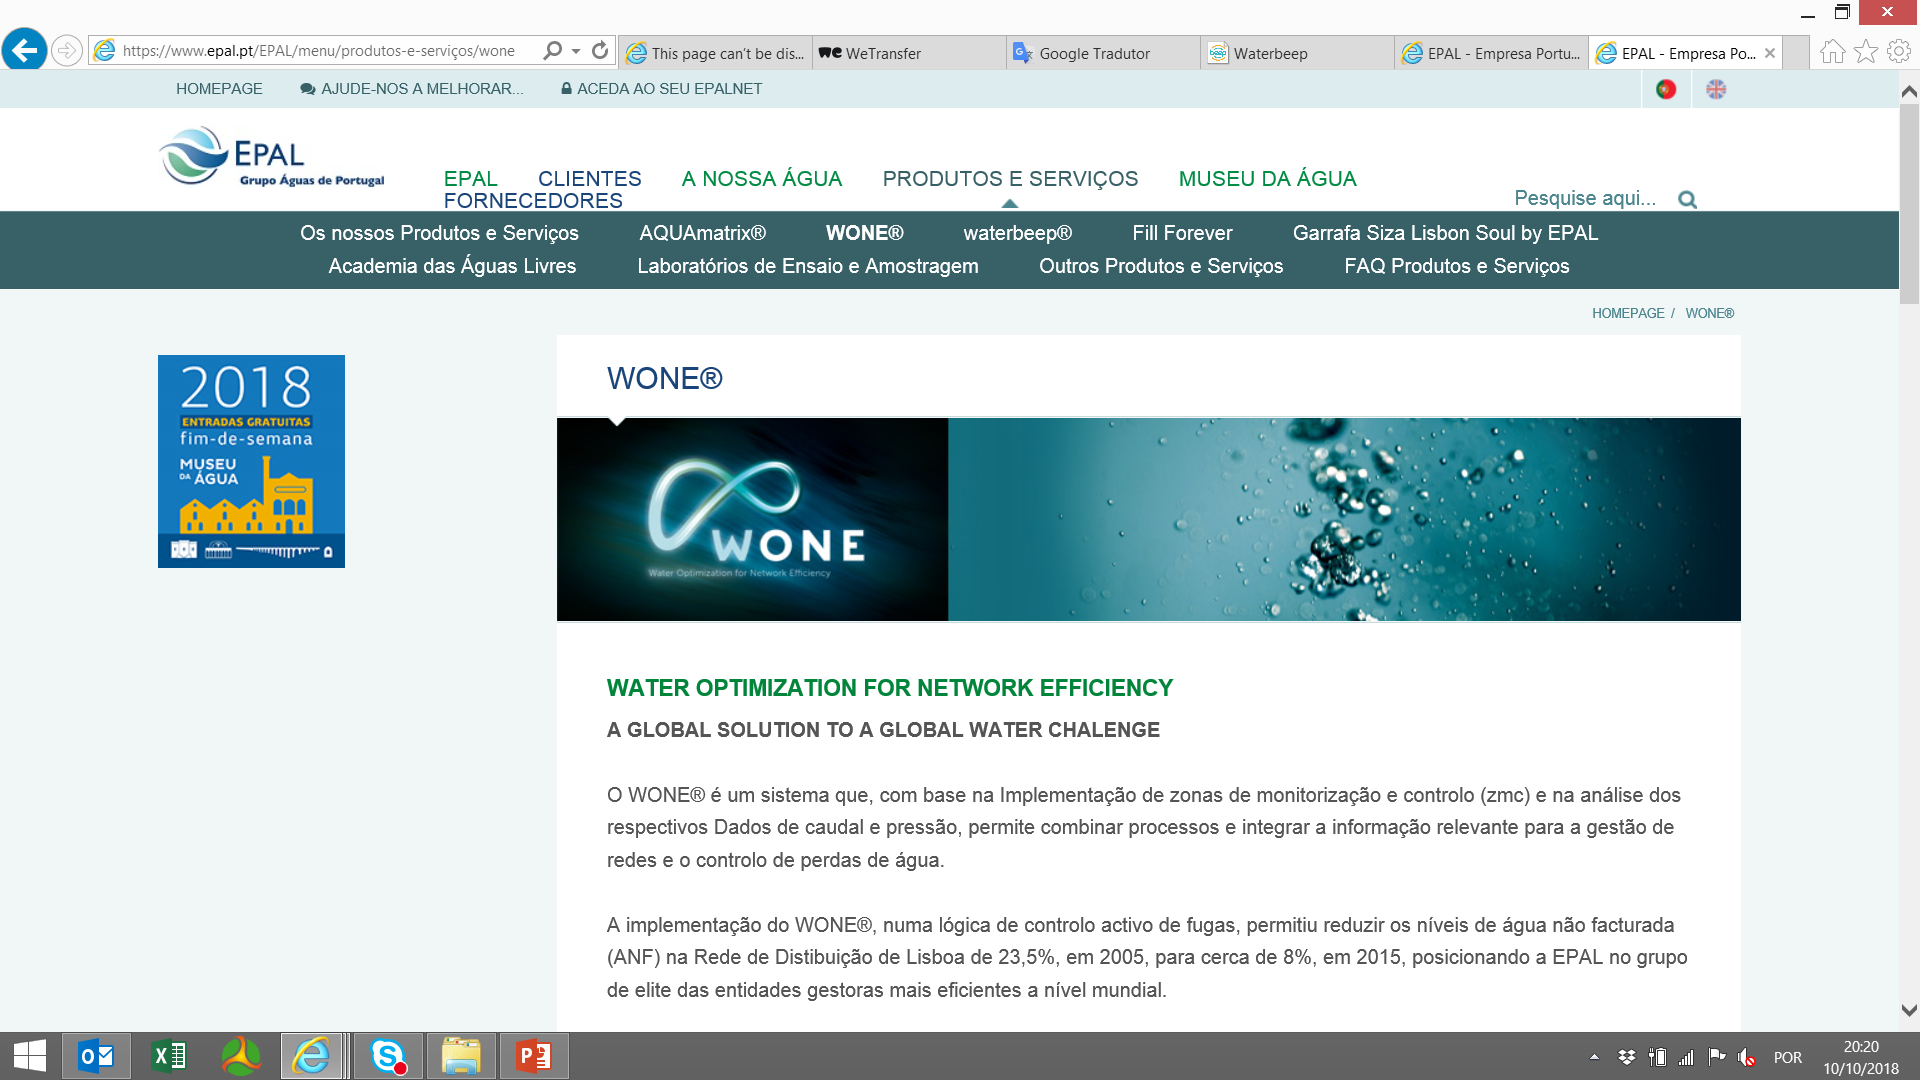 https://www.epal.pt/EPAL/menu/produtos-e-serviços/wone
This page can't be dis...
WeTransfer
Google Tradutor
Waterbeep
EPAL - Empresa Portu...
EPAL - Empresa Po...
HOMEPAGE
AJUDE-NOS A MELHORAR...
ACEDA AO SEU EPALNET
EPAL
Grupo Águas de Portugal
EPAL CLIENTES A NOSSA ÁGUA PRODUTOS E SERVIÇOS MUSEU DA ÁGUA
FORNECEDORES
Pesquise aqui...
Os nossos Produtos e Serviços AQUAmatrix® WONE® waterbeep® Fill Forever Garrafa Siza Lisbon Soul by EPAL
Academia das Águas Livres Laboratórios de Ensaio e Amostragem Outros Produtos e Serviços FAQ Produtos e Serviços
HOMEPAGE / WONE®
2018
ENTRADAS GRATUITAS
fim-de-semana
MUSEU
DA ÁGUA
WONE®
WONE
Water Optimization for Network Efficiency
WATER OPTIMIZATION FOR NETWORK EFFICIENCY
A GLOBAL SOLUTION TO A GLOBAL WATER CHALENGE
O WONE® é um sistema que, com base na Implementação de zonas de monitorização e controlo (zmc) e na análise dos
respectivos Dados de caudal e pressão, permite combinar processos e integrar a informação relevante para a gestão de
redes e o controlo de perdas de água.
A implementação do WONE®, numa lógica de controlo activo de fugas, permitiu reduzir os níveis de água não facturada
(ANF) na Rede de Distibuição de Lisboa de 23,5%, em 2005, para cerca de 8%, em 2015, posicionando a EPAL no grupo
de elite das entidades gestoras mais eficientes a nível mundial.
POR
20:20
10/10/2018